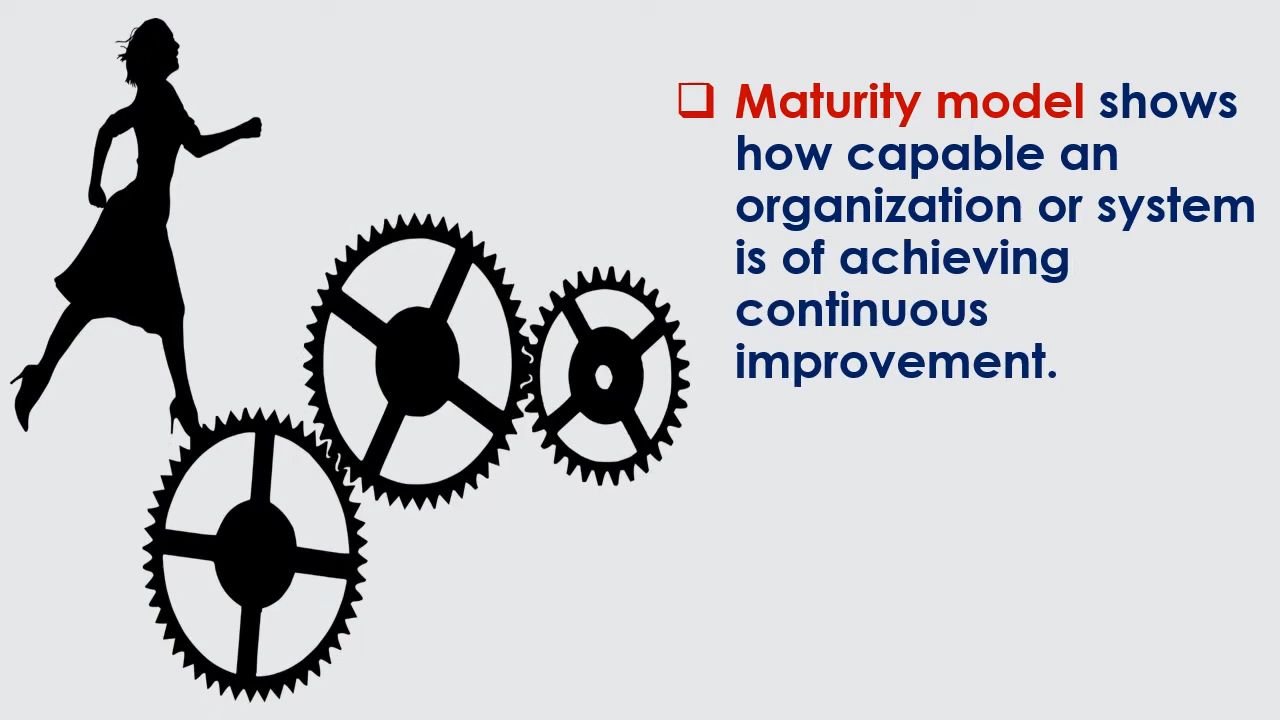 ❑ Maturity model shows
how capable an
organization or system
is of achieving
continuous
improvement.